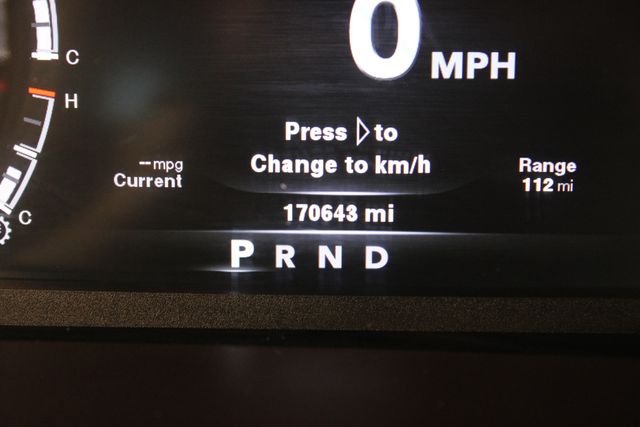 0 MPH
C
H
Press ▷ to
Change to km/h
--mpg
Current
Range
112 mi
170643 mi
C
P R N D